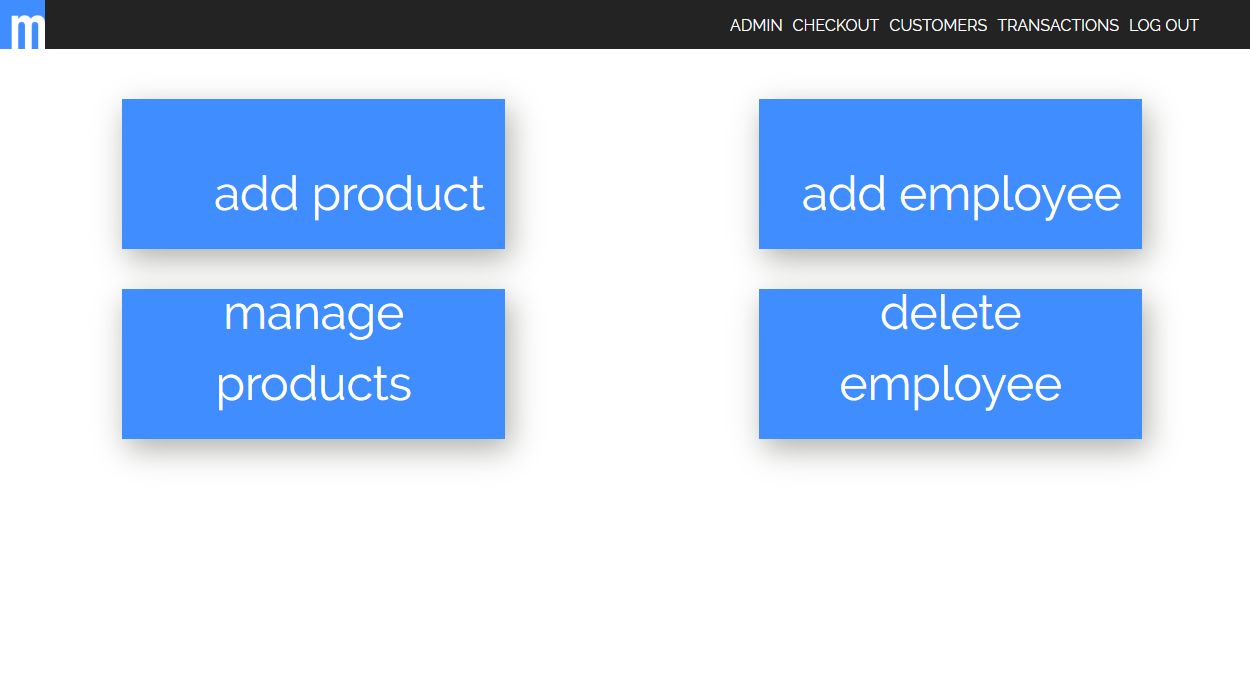 m
ADMIN CHECKOUT CUSTOMERS TRANSACTIONS LOG OUT
add product
add employee
manage
products
delete
employee